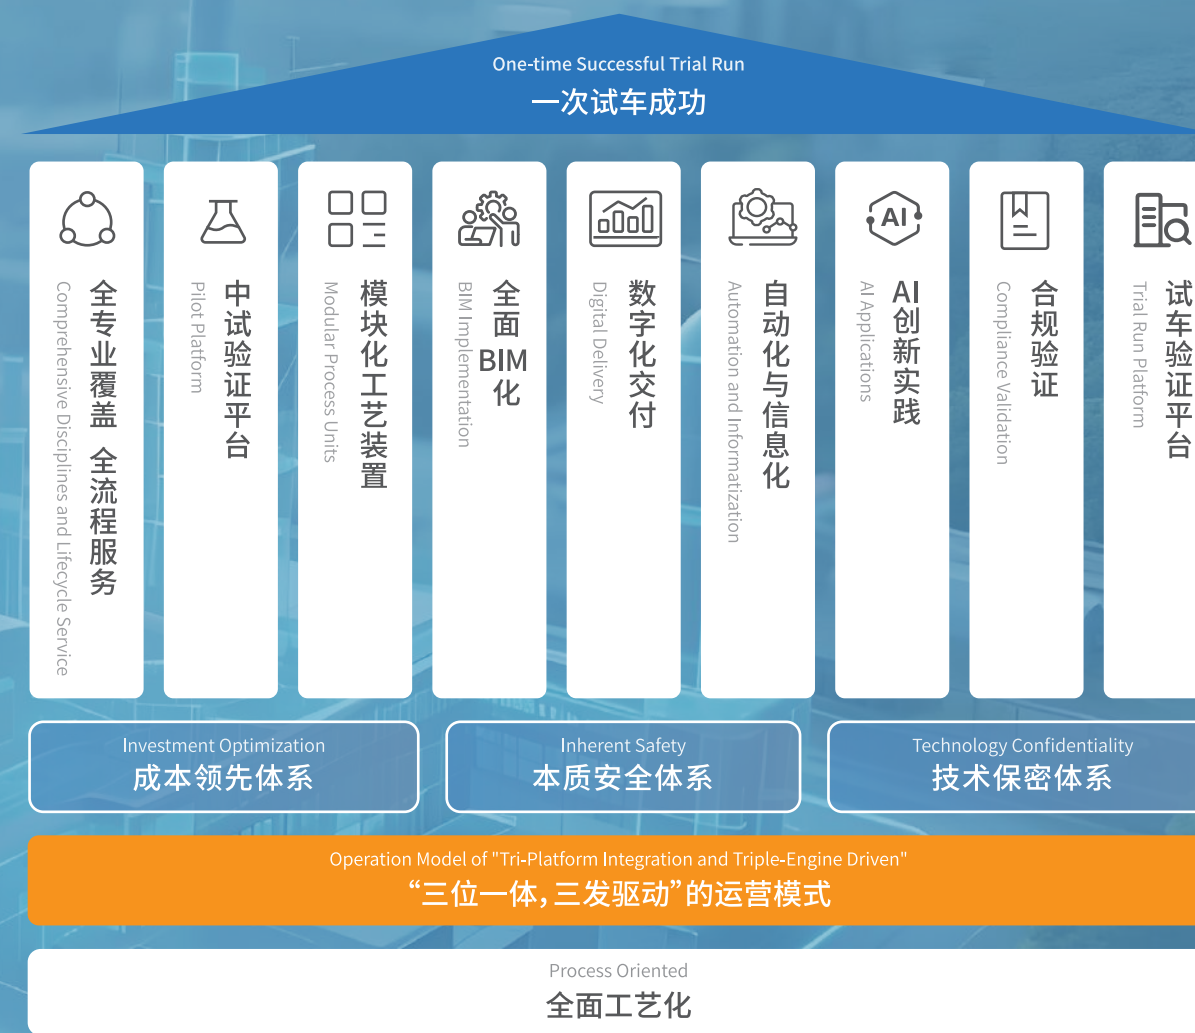 One-time Successful Trial Run
一次试车成功
全专业覆盖 全流程服务
Comprehensive Disciplines and Lifecycle Service
中试验证平台
Pilot Platform
模块化工艺装置
Modular Process Units
全面BIM化
BIM Implementation
数字化交付
Digital Delivery
自动化与信息化
Automation and Informatization
AI
AI创新实践
AI Applications
合规验证
Compliance Validation
试车验证平台
Trial Run Platform
Investment Optimization
成本领先体系
Inherent Safety
本质安全体系
Technology Confidentiality
技术保密体系
Operation Model of "Tri-Platform Integration and Triple-Engine Driven"
“三位一体，三发驱动”的运营模式
Process Oriented
全面工艺化